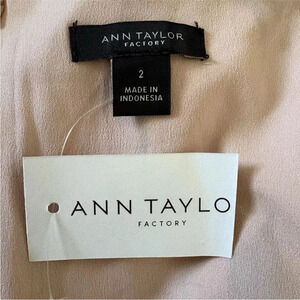 ANN TAYLOR
FACTORY
2
MADE IN
INDONESIA
ANN TAYLO
FACTORY